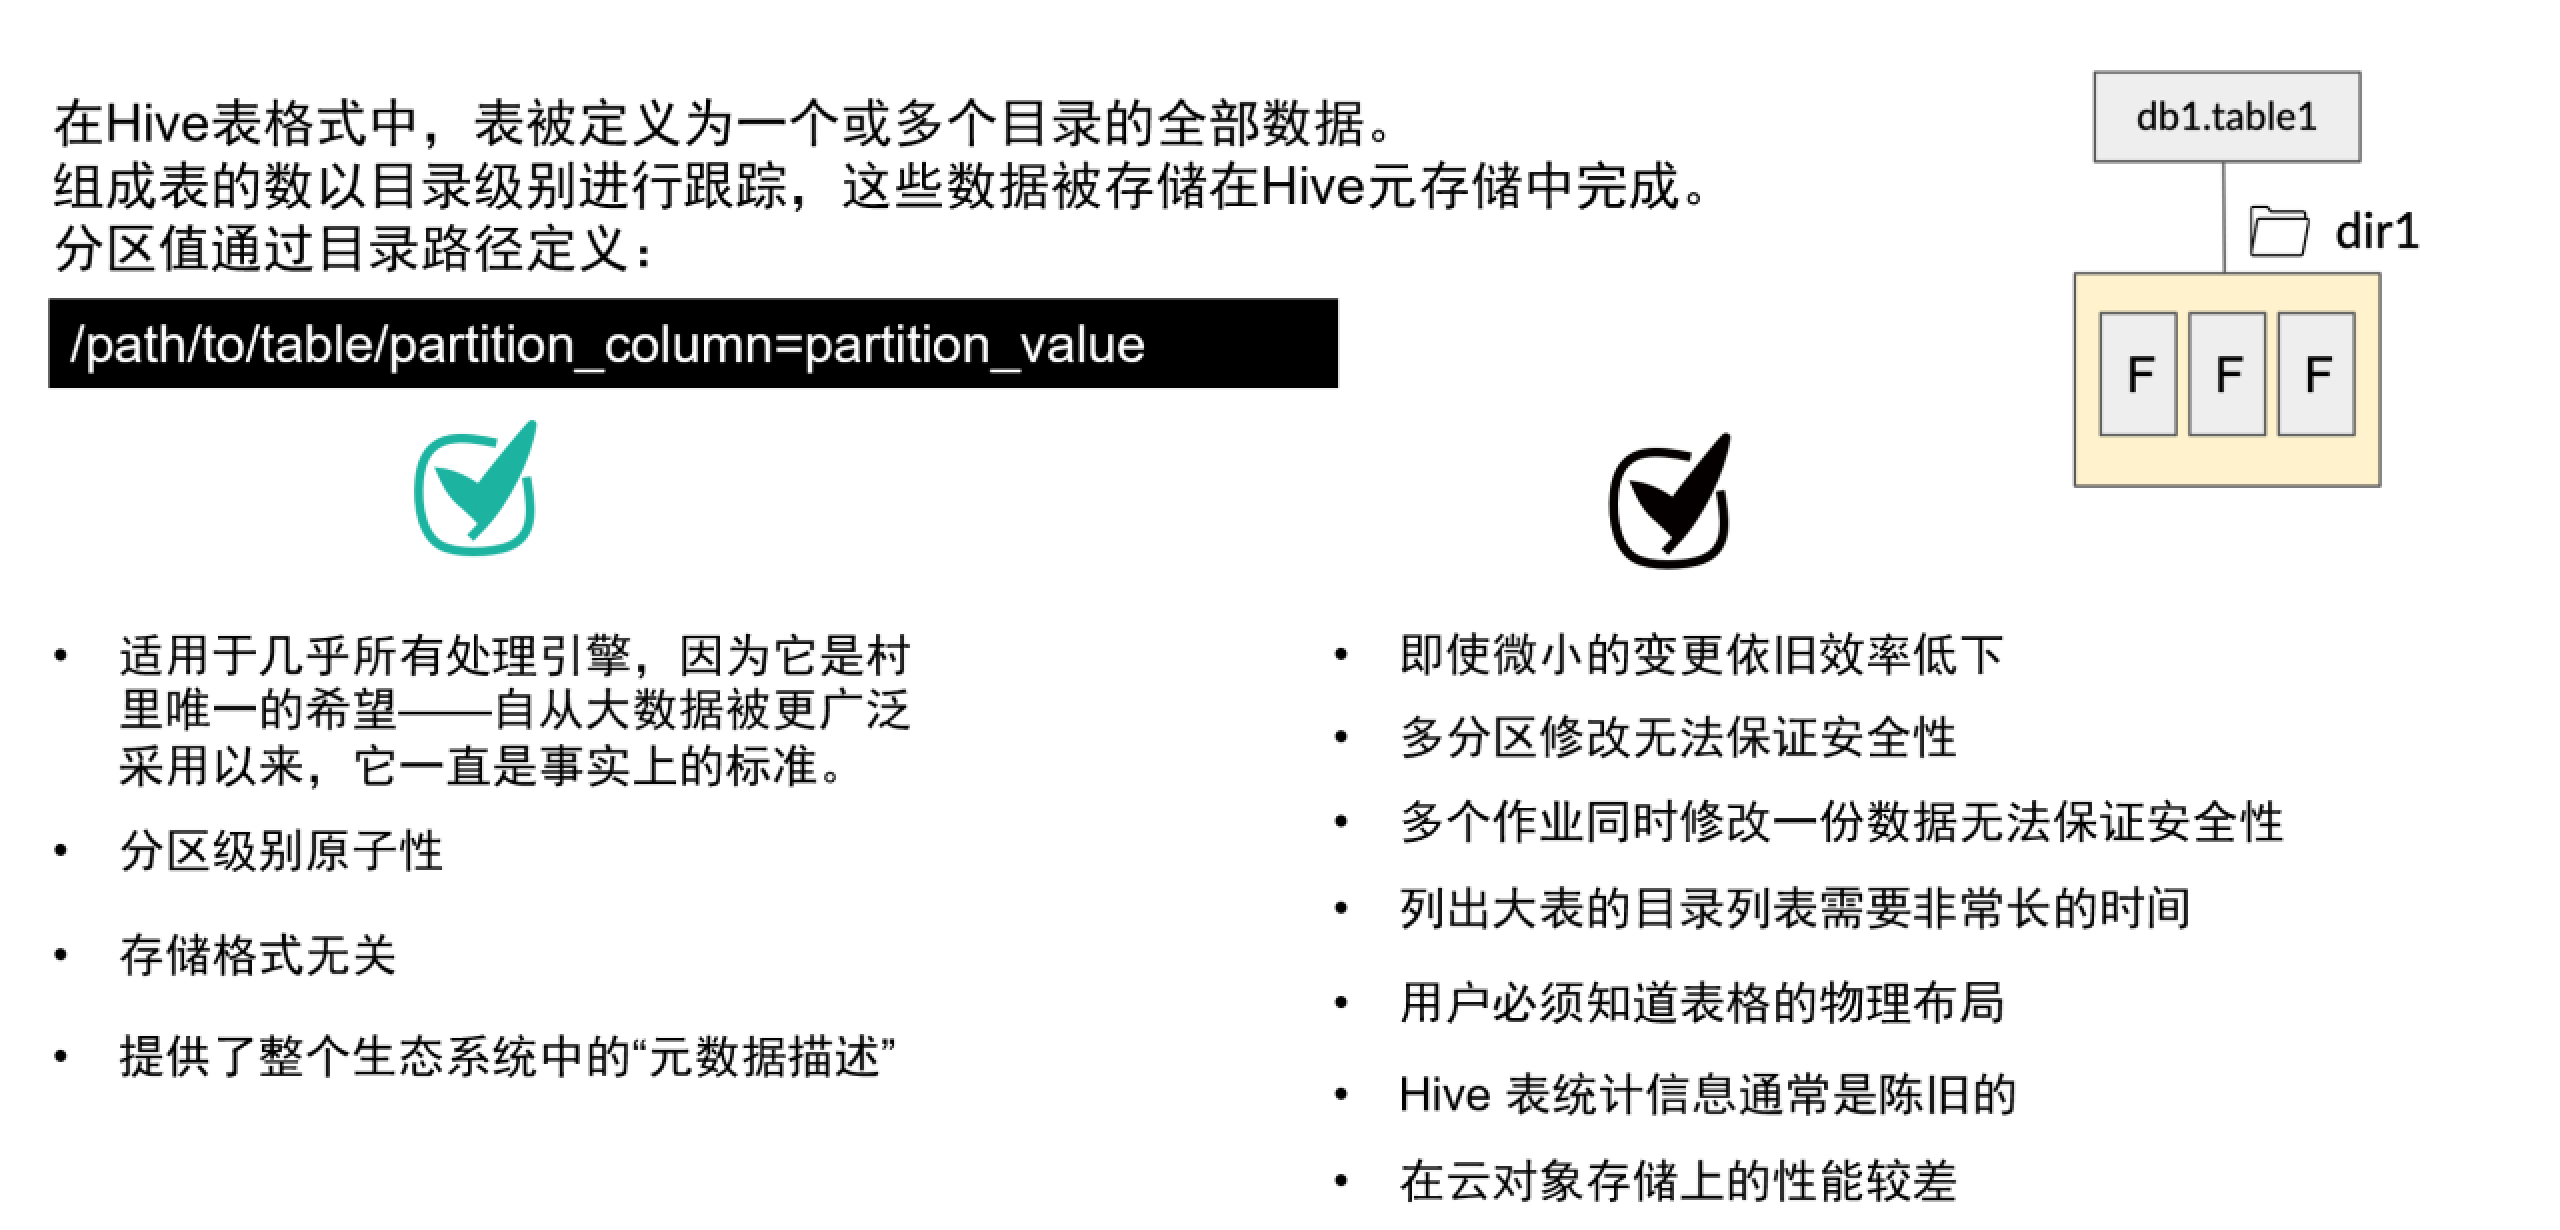 在Hive表格式中，表被定义为一个或多个目录的全部数据。
组成表的数以目录级别进行跟踪，这些数据被存储在Hive元存储中完成。
分区值通过目录路径定义：
/path/to/table/partition_column=partition_value
db1.table1
dir1
F F F
• 适用于几乎所有处理引擎，因为它是村
里唯一的希望——自从大数据被更广泛
采用以来，它一直是事实上的标准。
• 分区级别原子性
• 存储格式无关
• 提供了整个生态系统中的“元数据描述”
• 即使微小的变更依旧效率低下
• 多分区修改无法保证安全性
• 多个作业同时修改一份数据无法保证安全性
• 列出大表的目录列表需要非常长的时间
• 用户必须知道表格的物理布局
• Hive 表统计信息通常是陈旧的
• 在云对象存储上的性能较差